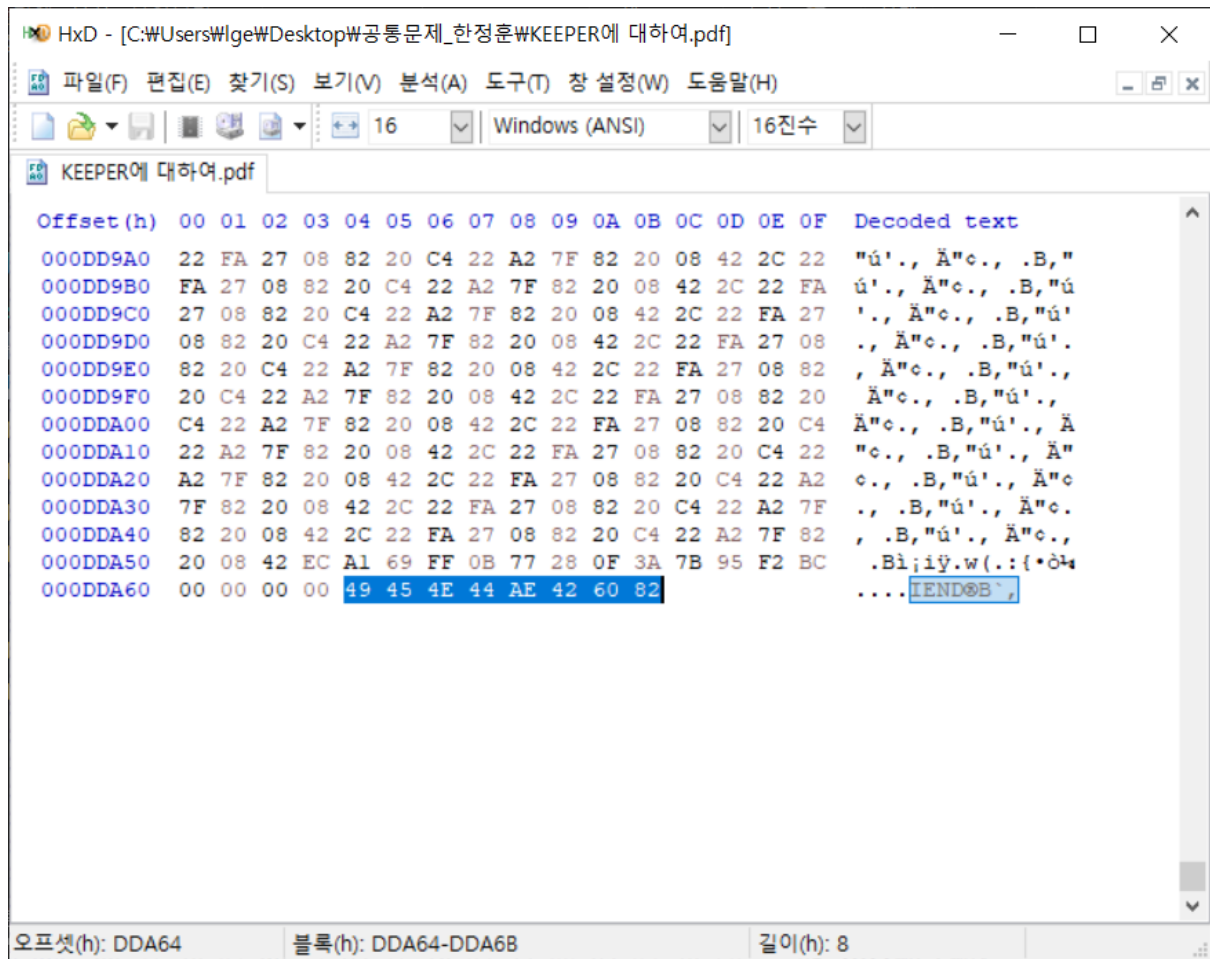 HxD - [C:₩Users₩lge₩Desktop₩공통문제_한정훈₩KEEPER에 대하여.pdf]
파일(F) 편집(E) 찾기(S) 보기(V) 분석(A) 도구(T) 창 설정(W) 도움말(H)
16 Windows (ANSI) 16진수
KEEPER에 대하여.pdf
Offset(h) 00 01 02 03 04 05 06 07 08 09 0A 0B 0C 0D 0E 0F Decoded text
000DD9A0 22 FA 27 08 82 20 C4 22 A2 7F 82 20 08 42 2C 22 "ú'.‚ Ä"¢.‚ .B,"
000DD9B0 FA 27 08 82 20 C4 22 A2 7F 82 20 08 42 2C 22 FA ú'.‚ Ä"¢.‚ .B,"ú
000DD9C0 27 08 82 20 C4 22 A2 7F 82 20 08 42 2C 22 FA 27 '.‚ Ä"¢.‚ .B,"ú'
000DD9D0 08 82 20 C4 22 A2 7F 82 20 08 42 2C 22 FA 27 08 .‚ Ä"¢.‚ .B,"ú'.
000DD9E0 82 20 C4 22 A2 7F 82 20 08 42 2C 22 FA 27 08 82 ‚ Ä"¢.‚ .B,"ú'.‚
000DD9F0 20 C4 22 A2 7F 82 20 08 42 2C 22 FA 27 08 82 20 Ä"¢.‚ .B,"ú'.‚
000DDA00 C4 22 A2 7F 82 20 08 42 2C 22 FA 27 08 82 20 C4 Ä"¢.‚ .B,"ú'.‚ Ä
000DDA10 22 A2 7F 82 20 08 42 2C 22 FA 27 08 82 20 C4 22 "¢.‚ .B,"ú'.‚ Ä"
000DDA20 A2 7F 82 20 08 42 2C 22 FA 27 08 82 20 C4 22 A2 ¢.‚ .B,"ú'.‚ Ä"¢
000DDA30 7F 82 20 08 42 2C 22 FA 27 08 82 20 C4 22 A2 7F .‚ .B,"ú'.‚ Ä"¢.
000DDA40 82 20 08 42 2C 22 FA 27 08 82 20 C4 22 A2 7F 82 ‚ .B,"ú'.‚ Ä"¢.‚
000DDA50 20 08 42 EC A1 69 FF 0B 77 28 0F 3A 7B 95 F2 BC .Bì¡iÿ.w(.:{•ò¼
000DDA60 00 00 00 00 49 45 4E 44 AE 42 60 82 ....IEND®B`‚
오프셋(h): DDA64 블록(h): DDA64-DDA6B 길이(h): 8